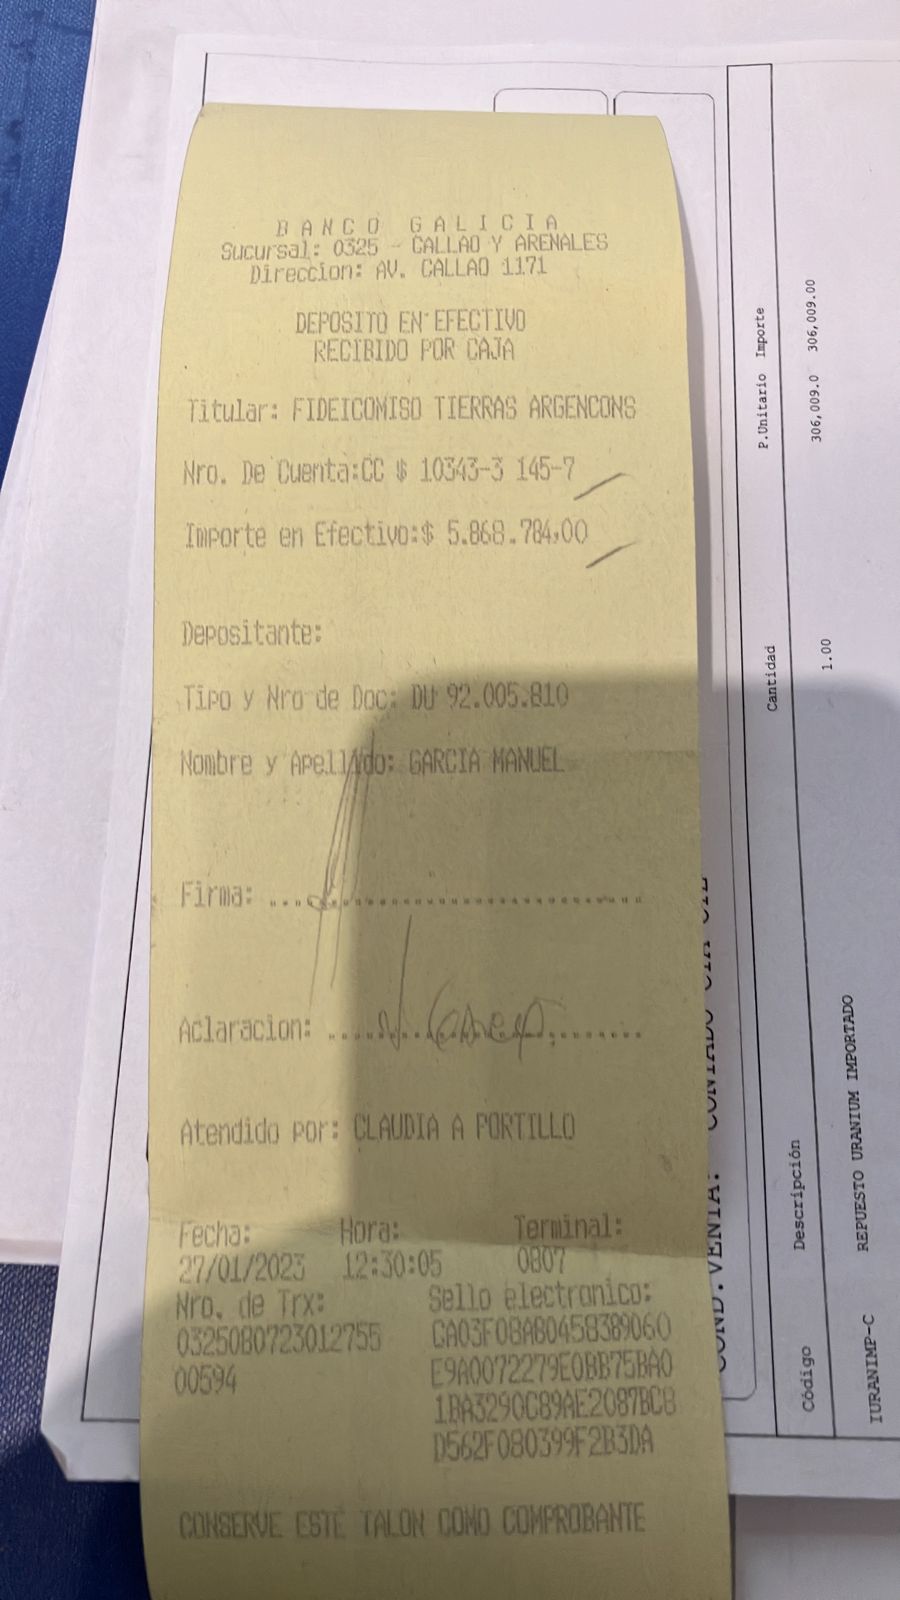 B A N C O   G A L I C I A
Sucursal: 0325 - CALLAO Y ARENALES
Direccion: AV. CALLAO 1171
DEPOSITO EN EFECTIVO
RECIBIDO POR CAJA
Titular: FIDEICOMISO TIERRAS ARGENCONS
Nro. De Cuenta:CC $ 10343-3 145-7
Importe en Efectivo:$ 5.868.784,00
Depositante:
Tipo y Nro de Doc: DU 92.005.810
Nombre y Apellido: GARCIA MANUEL
Firma:
Aclaracion:
Atendido por: CLAUDIA A PORTILLO
Fecha: Hora: Terminal:
27/01/2023 12:30:05 0807
Nro. de Trx: Sello electronico:
0325080723012755 CA03F08A80458389060
00594 E9A0072279E0BB75BA0
1BA3290C89AE2087BC8
D562F080399F2B3DA
CONSERVE ESTE TALON COMO COMPROBANTE
COND.VENTA: CONTADO CTA
Código Descripción Cantidad P.Unitario Importe
IURANIMP-C REPUESTO URANIUM IMPORTADO 1.00 306,009.0 306,009.00